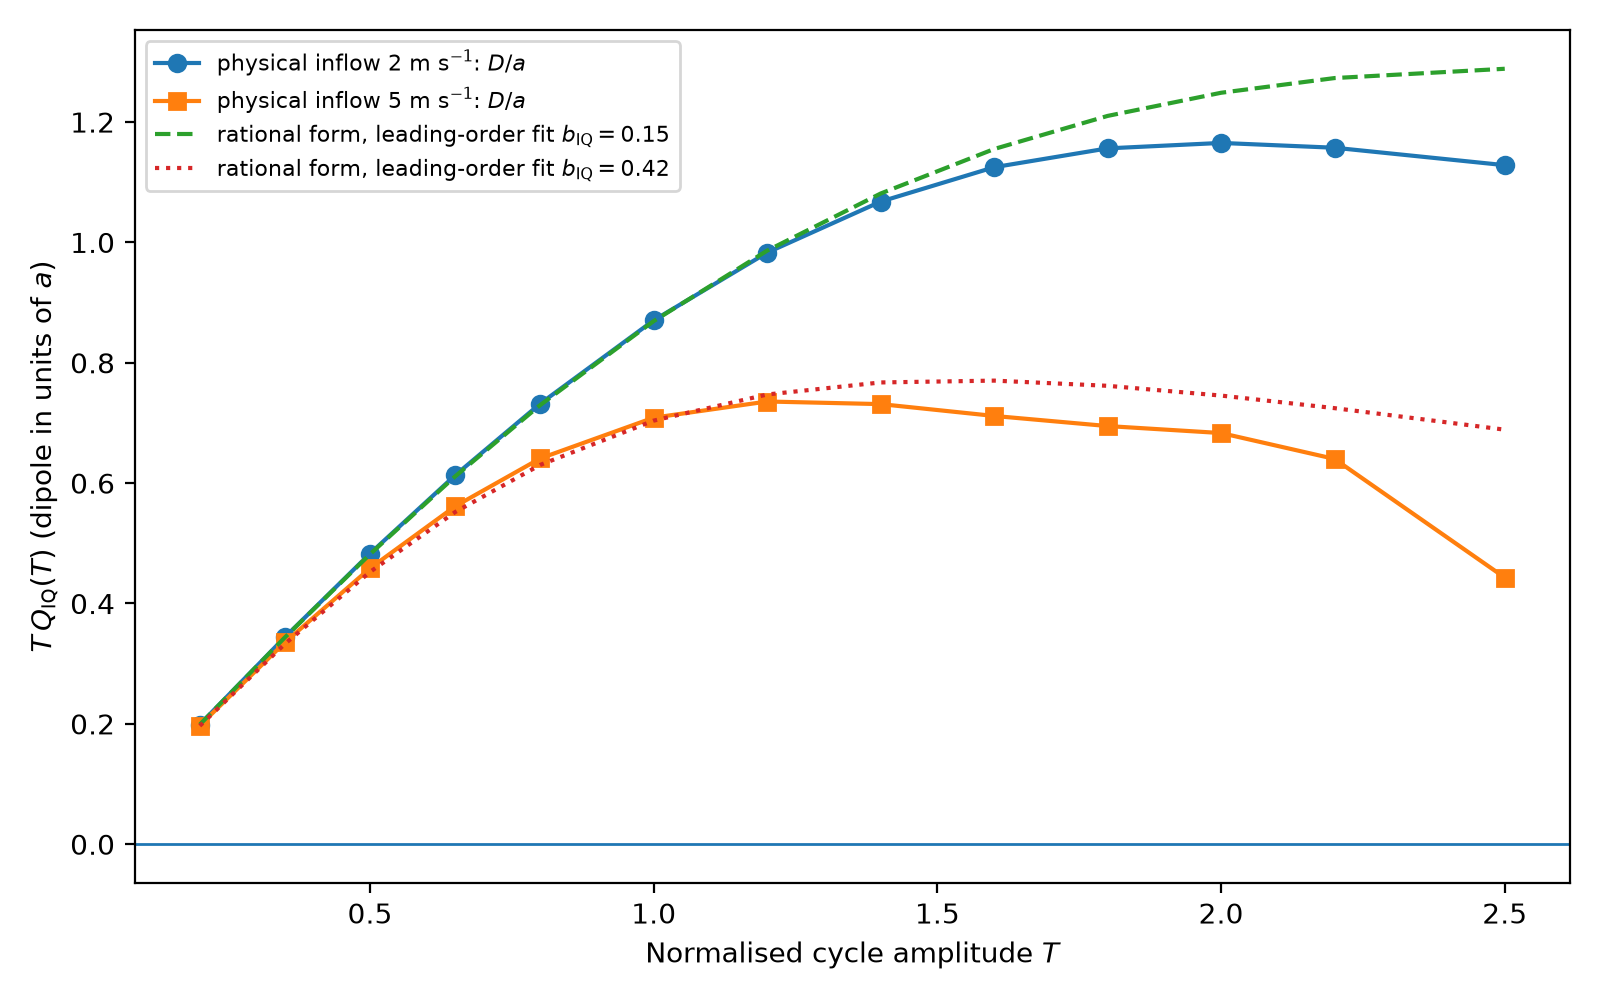 physical inflow 2 m s⁻¹: D/a
physical inflow 5 m s⁻¹: D/a
rational form, leading-order fit b_IQ = 0.15
rational form, leading-order fit b_IQ = 0.42
T Q_IQ(T) (dipole in units of a)
1.2
1.0
0.8
0.6
0.4
0.2
0.0
0.5 1.0 1.5 2.0 2.5
Normalised cycle amplitude T